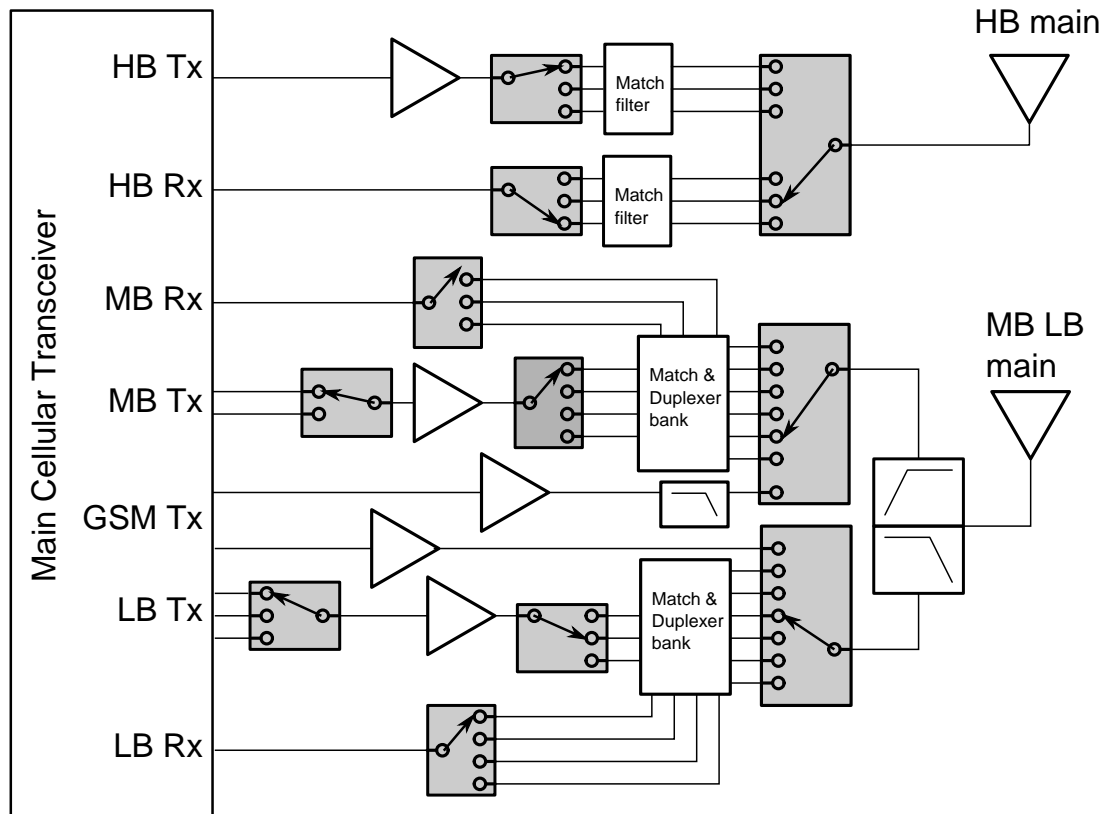 Main Cellular Transceiver
HB Tx
HB Rx
MB Rx
MB Tx
GSM Tx
LB Tx
LB Rx
Match
filter
Match
filter
Match &
Duplexer
bank
Match &
Duplexer
bank
HB main
MB LB
main